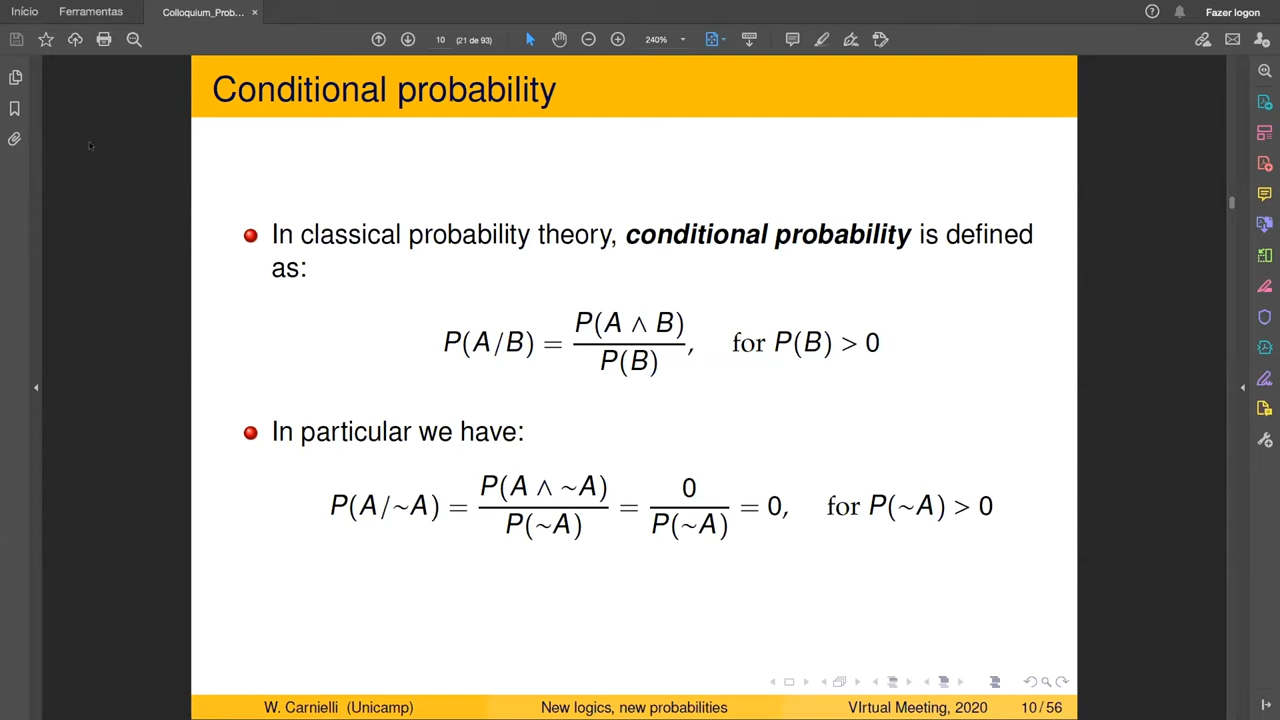 Início Ferramentas Colloquium_Prob... × Fazer logon
10 (21 de 93) 240%
Conditional probability
In classical probability theory, conditional probability is defined
as:
P(A/B) = P(A ∧ B) / P(B), for P(B) > 0
In particular we have:
P(A/~A) = P(A ∧ ~A) / P(~A) = 0 / P(~A) = 0, for P(~A) > 0
W. Carnielli (Unicamp) New logics, new probabilities VIrtual Meeting, 2020 10 / 56